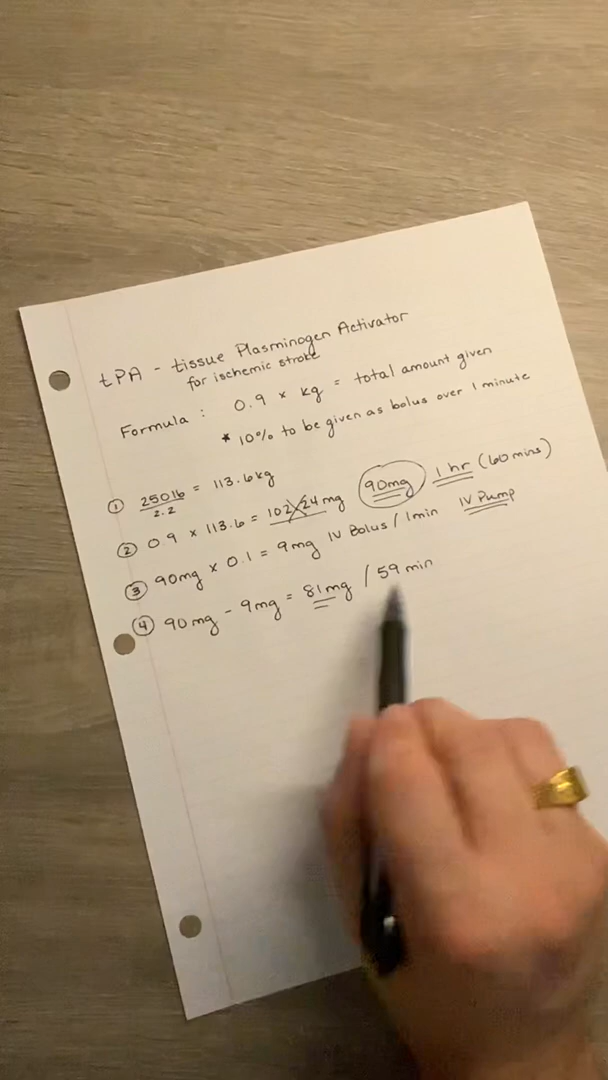 tPA - tissue Plasminogen Activator
for ischemic stroke
Formula : 0.9 × kg = total amount given
* 10% to be given as bolus over 1 minute
① 250lb / 2.2 = 113.6kg
② 0.9 × 113.6 = 102.24mg 90mg 1 hr (60 mins)
③ 90mg × 0.1 = 9mg IV Bolus / 1min IV Pump
④ 90mg - 9mg = 81mg / 59min